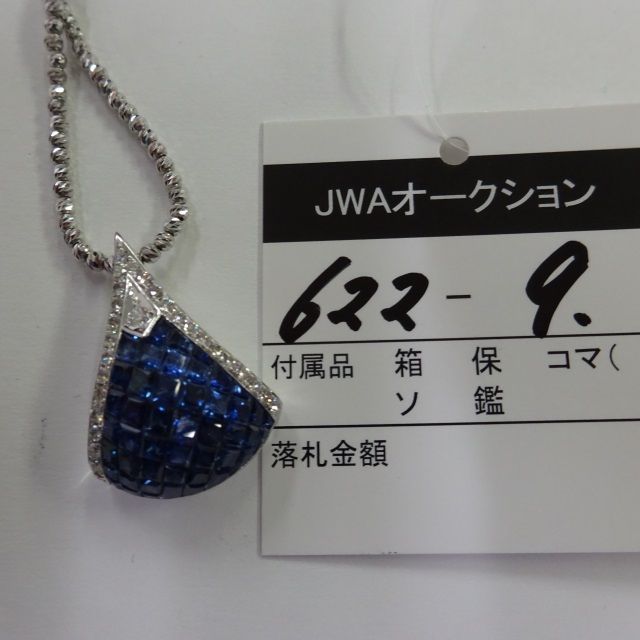 JWAオークション
622 - 9.
付属品 箱 保 コマ(
ソ 鑑
落札金額